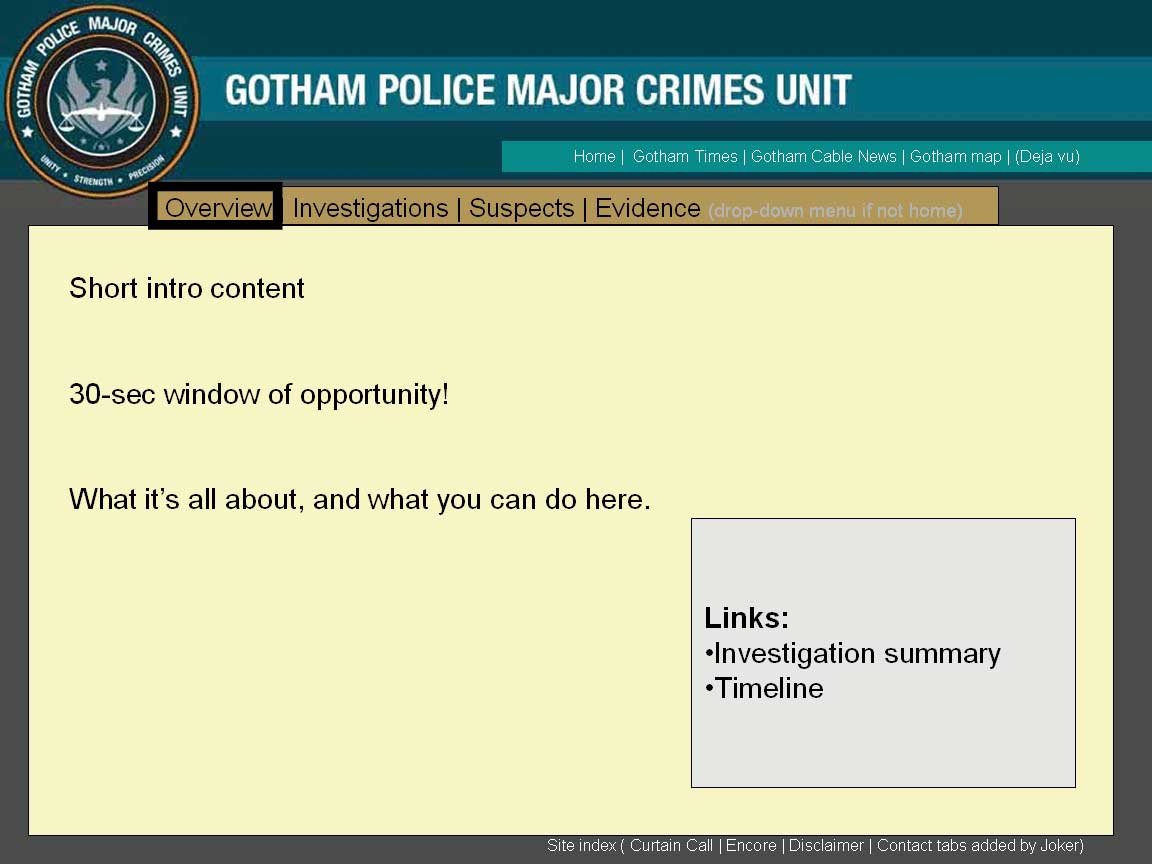 GOTHAM POLICE MAJOR CRIMES UNIT
UNITY ★ STRENGTH ★ PRECISION
GOTHAM POLICE MAJOR CRIMES UNIT
Home | Gotham Times | Gotham Cable News | Gotham map | (Deja vu)
Overview | Investigations | Suspects | Evidence (drop-down menu if not home)
Short intro content
30-sec window of opportunity!
What it’s all about, and what you can do here.
Links:
•Investigation summary
•Timeline
Site index ( Curtain Call | Encore | Disclaimer | Contact tabs added by Joker)